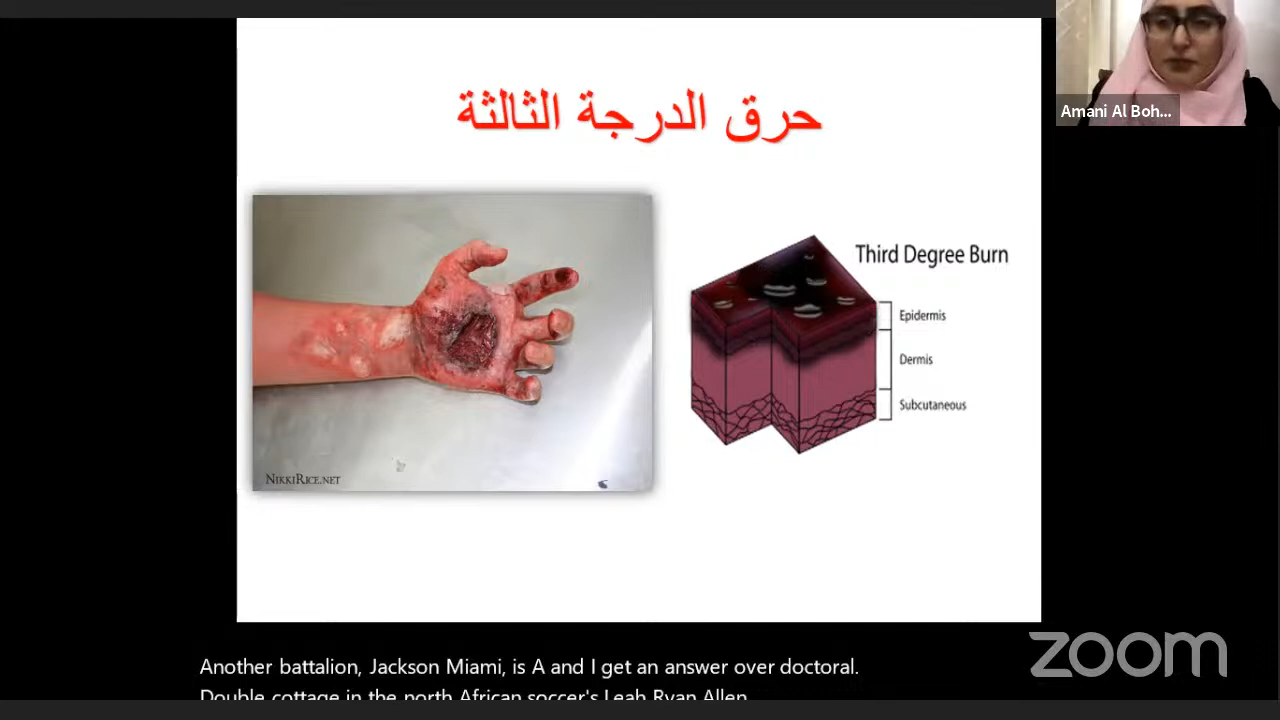 Amani Al Boh...
حرق الدرجة الثالثة
Third Degree Burn
Epidermis
Dermis
Subcutaneous
NIKKIRICE.NET
zoom
Another battalion, Jackson Miami, is A and I get an answer over doctoral.
Double cottage in the north African soccer's Leah Ryan Allen